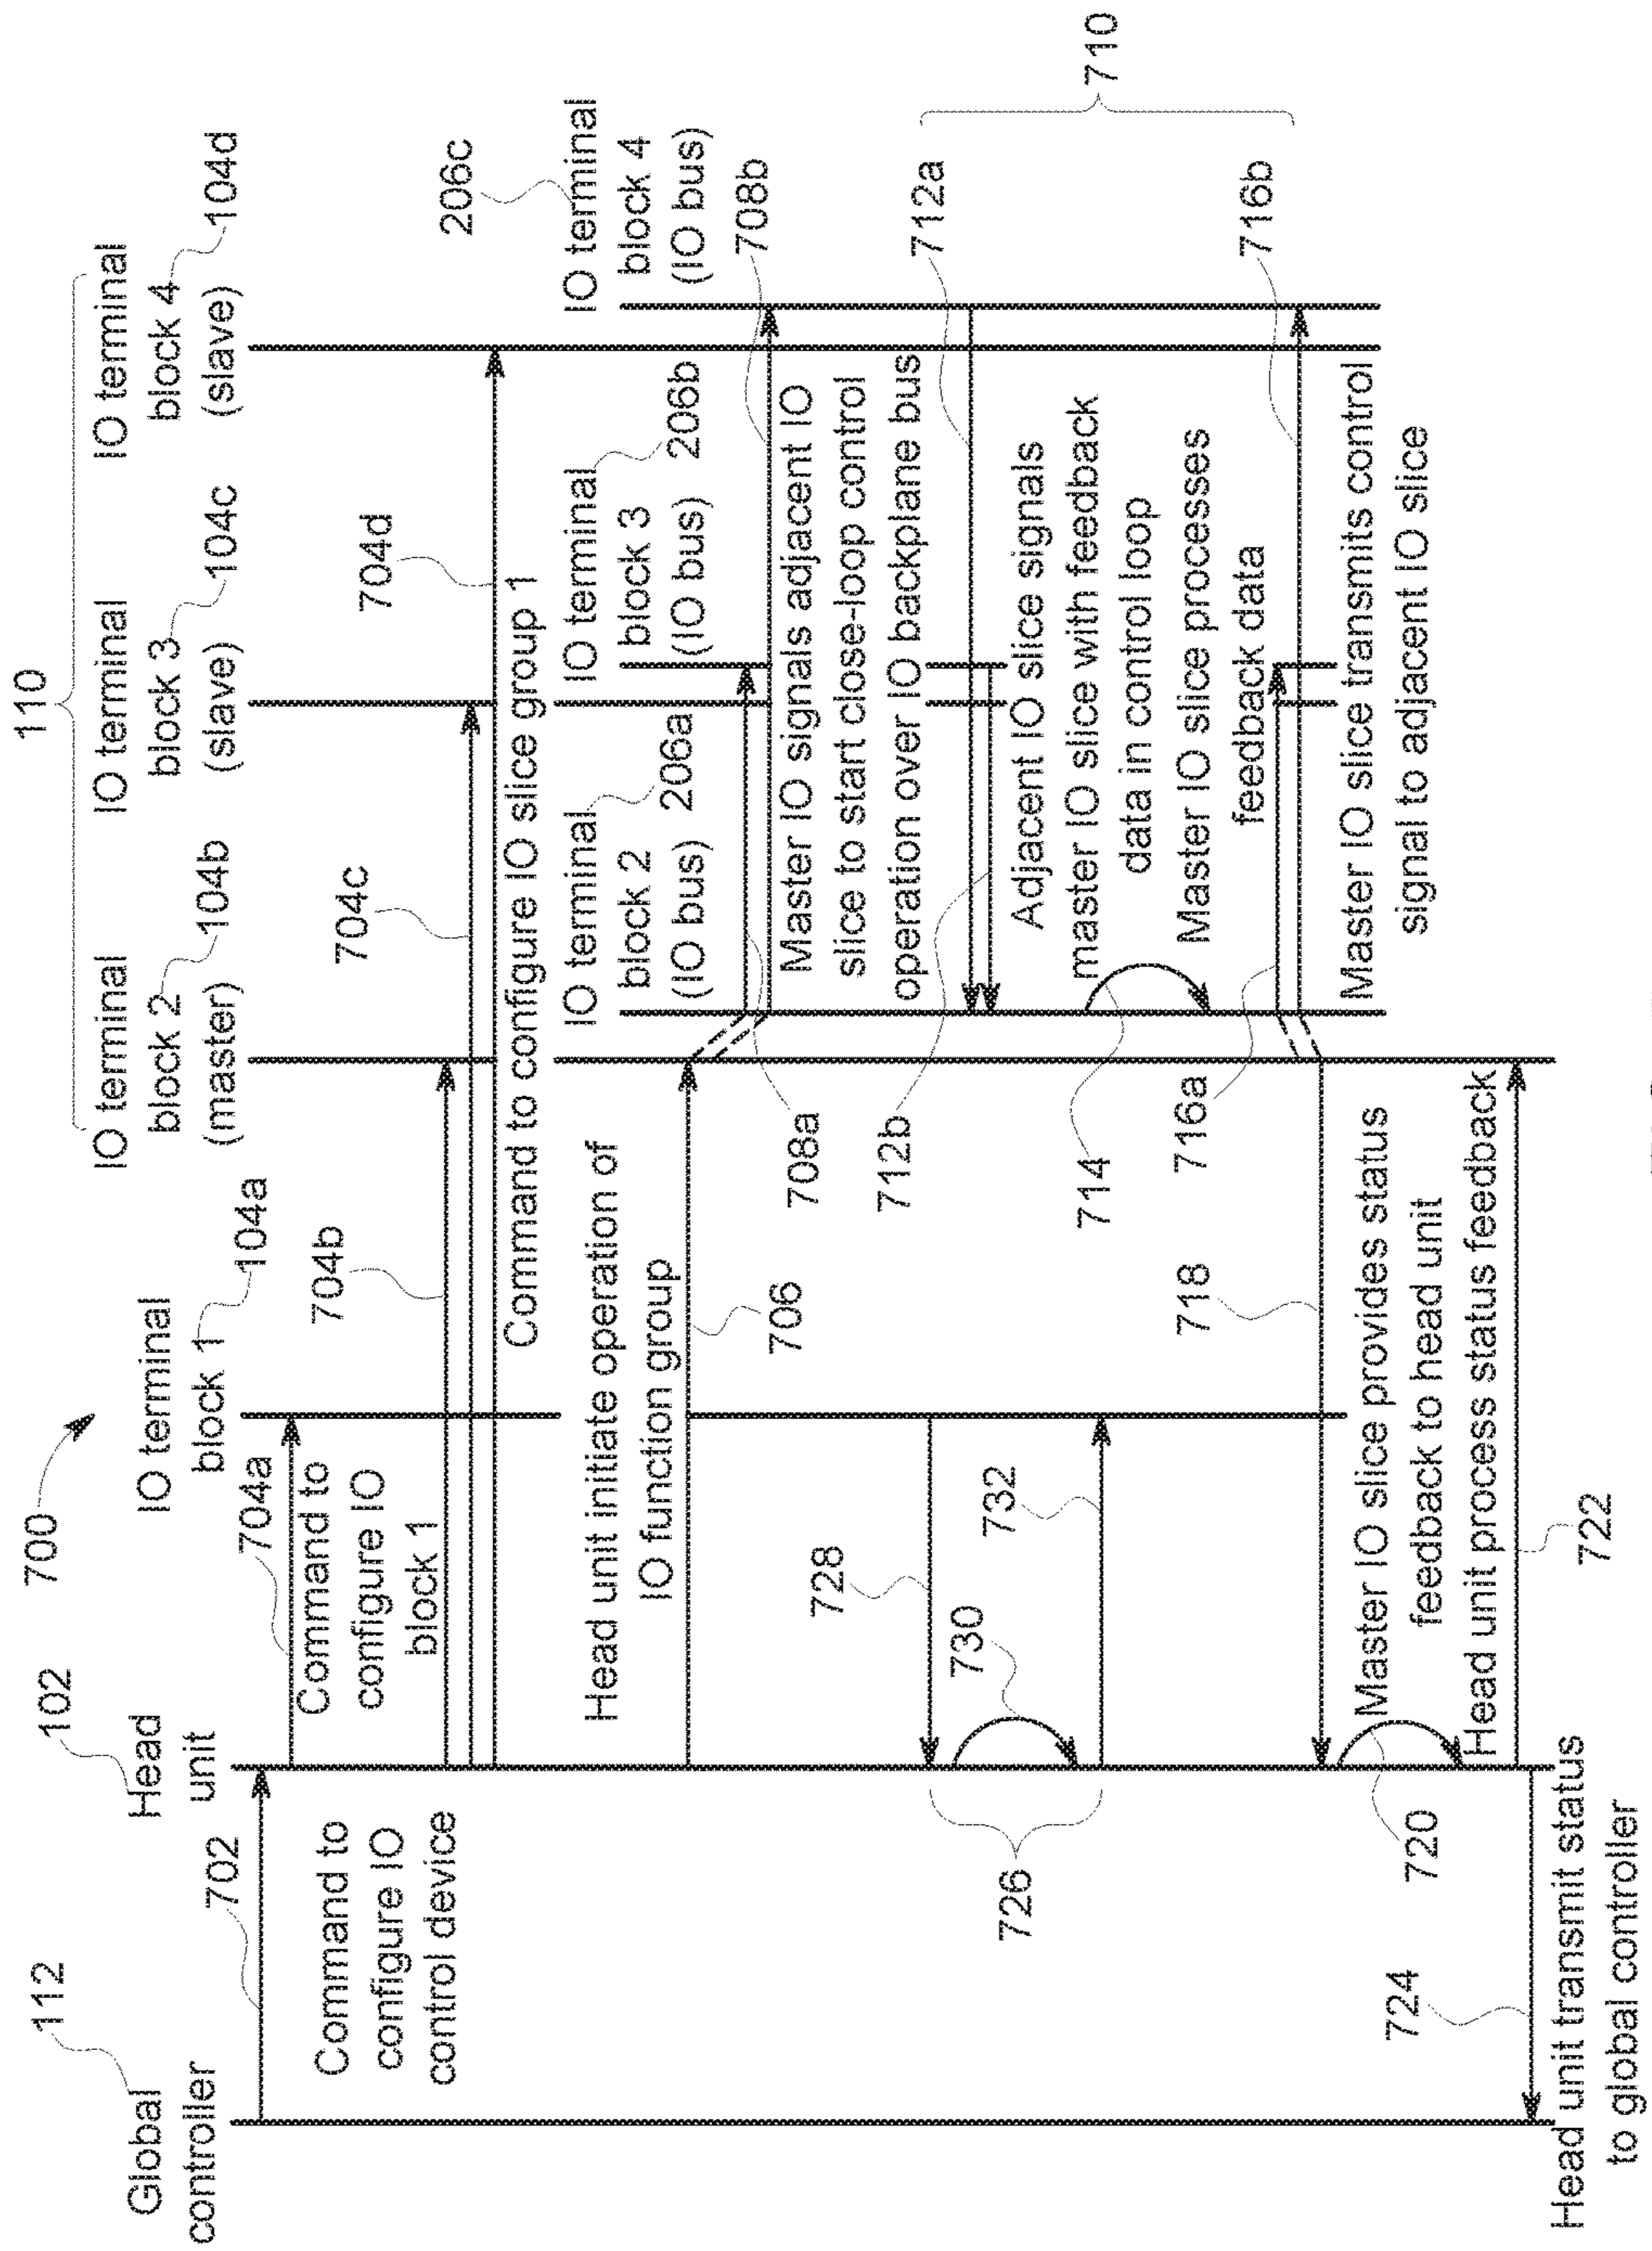 700
110
112
Global
controller
102
Head
unit
IO terminal
block 1
104a
IO terminal
block 2
(master)
104b
IO terminal
block 3
(slave)
104c
IO terminal
block 4
(slave)
104d
702
Command to
configure IO
control device
704a
Command to
configure IO
block 1
704b
704c
704d
Command to configure IO slice group 1
206c
Head unit initiate operation of
IO function group
706
IO terminal
block 2
(IO bus)
206a
IO terminal
block 3
(IO bus)
206b
IO terminal
block 4
(IO bus)
708a
708b
Master IO signals adjacent IO
slice to start close-loop control
operation over IO backplane bus
712a
712b
710
Adjacent IO slice signals
master IO slice with feedback
data in control loop
714
Master IO slice processes
feedback data
716a
716b
Master IO slice transmits control
signal to adjacent IO slice
728
730
732
726
718
Master IO slice provides status
feedback to head unit
720
Head unit process status feedback
722
724
Head unit transmit status
to global controller